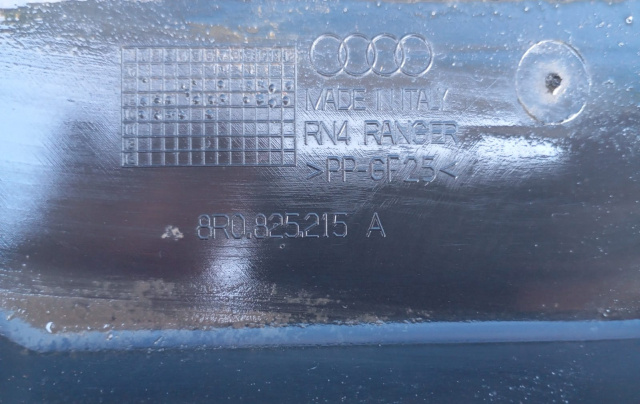 MADE IN ITALY
RN4 RANGER
>PP-GF25<
8R0.825.215 A